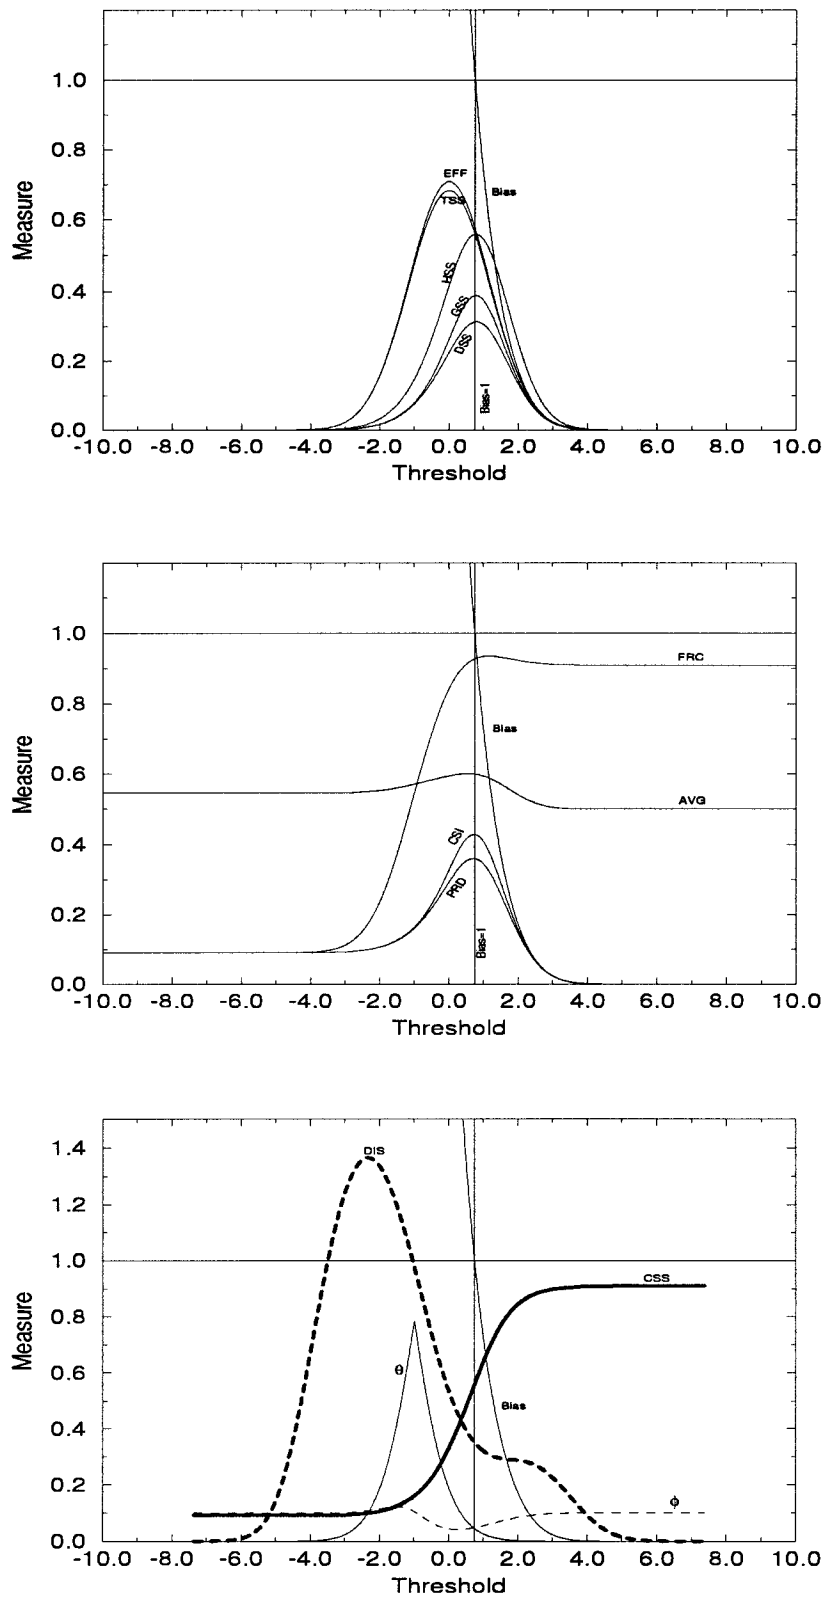 1.0
0.8
0.6
0.4
0.2
0.0
Measure
EFF
TSS
HSS
GSS
DSS
Bias
Bias=1
-10.0 -8.0 -6.0 -4.0 -2.0 0.0 2.0 4.0 6.0 8.0 10.0
Threshold
1.0
0.8
0.6
0.4
0.2
0.0
Measure
FRC
Bias
AVG
CSI
PRD
Bias=1
-10.0 -8.0 -6.0 -4.0 -2.0 0.0 2.0 4.0 6.0 8.0 10.0
Threshold
1.4
1.2
1.0
0.8
0.6
0.4
0.2
0.0
Measure
DIS
CSS
θ
Bias
ϕ
-10.0 -8.0 -6.0 -4.0 -2.0 0.0 2.0 4.0 6.0 8.0 10.0
Threshold